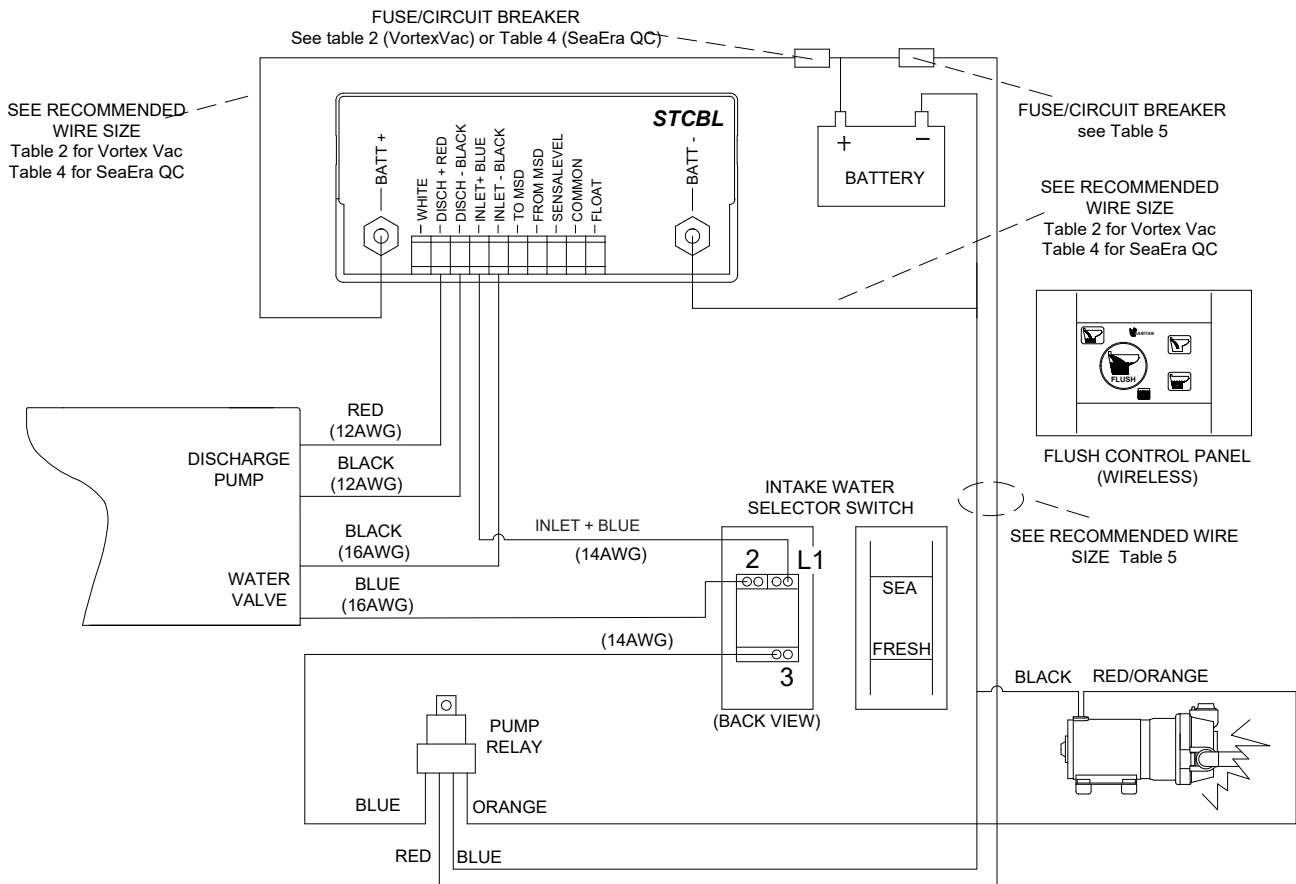 FUSE/CIRCUIT BREAKER
See table 2 (VortexVac) or Table 4 (SeaEra QC)
SEE RECOMMENDED
WIRE SIZE
Table 2 for Vortex Vac
Table 4 for SeaEra QC
STCBL
BATT +
WHITE
DISCH + RED
DISCH - BLACK
INLET+ BLUE
INLET - BLACK
TO MSD
FROM MSD
SENSALEVEL
COMMON
FLOAT
BATT -
+
−
BATTERY
FUSE/CIRCUIT BREAKER
see Table 5
SEE RECOMMENDED
WIRE SIZE
Table 2 for Vortex Vac
Table 4 for SeaEra QC
FLUSH
FLUSH CONTROL PANEL
(WIRELESS)
DISCHARGE
PUMP
RED
(12AWG)
BLACK
(12AWG)
BLACK
(16AWG)
WATER
VALVE
BLUE
(16AWG)
INLET + BLUE
(14AWG)
(14AWG)
INTAKE WATER
SELECTOR SWITCH
2
L1
3
(BACK VIEW)
SEA
FRESH
SEE RECOMMENDED WIRE
SIZE Table 5
BLACK
RED/ORANGE
PUMP
RELAY
BLUE
ORANGE
RED
BLUE